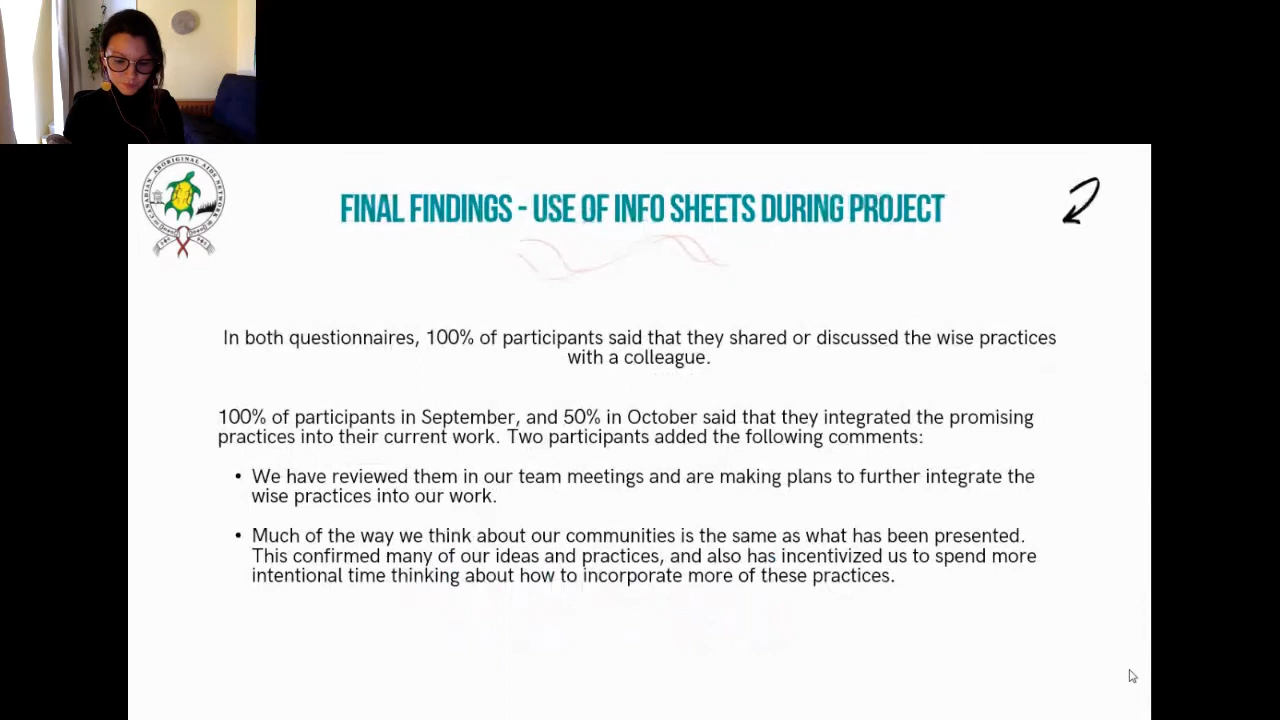 CANADIAN ABORIGINAL AIDS NETWORK
FINAL FINDINGS - USE OF INFO SHEETS DURING PROJECT
In both questionnaires, 100% of participants said that they shared or discussed the wise practices
with a colleague.
100% of participants in September, and 50% in October said that they integrated the promising
practices into their current work. Two participants added the following comments:
• We have reviewed them in our team meetings and are making plans to further integrate the
wise practices into our work.
• Much of the way we think about our communities is the same as what has been presented.
This confirmed many of our ideas and practices, and also has incentivized us to spend more
intentional time thinking about how to incorporate more of these practices.